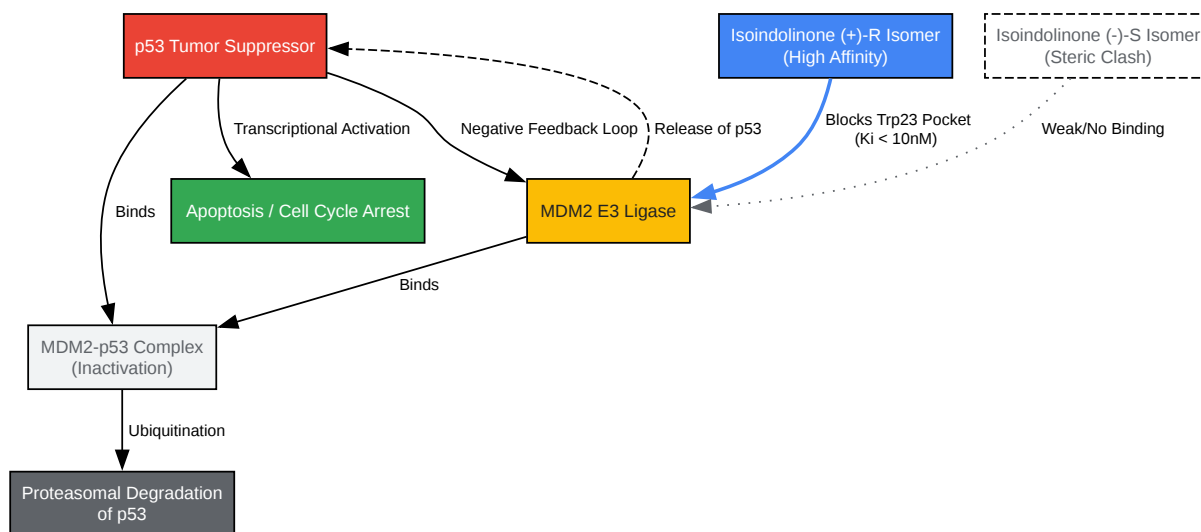 p53 Tumor Suppressor
Isoindolinone (+)-R Isomer
(High Affinity)
Isoindolinone (-)-S Isomer
(Steric Clash)
Transcriptional Activation
Negative Feedback Loop
Release of p53
Blocks Trp23 Pocket
(Ki < 10nM)
Weak/No Binding
Binds
Apoptosis / Cell Cycle Arrest
MDM2 E3 Ligase
Binds
MDM2-p53 Complex
(Inactivation)
Ubiquitination
Proteasomal Degradation
of p53